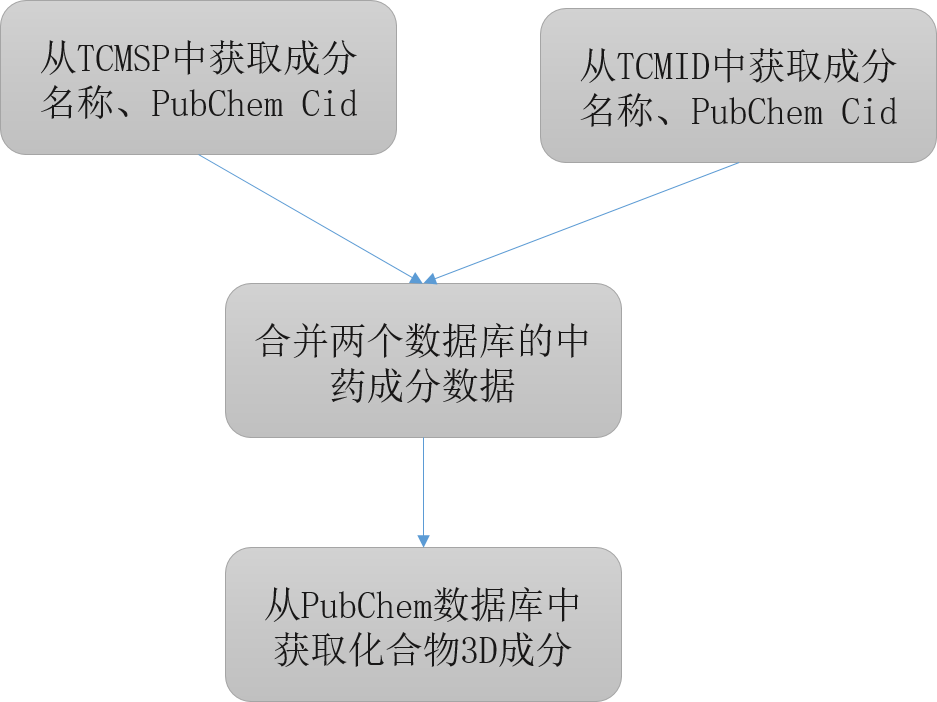 从TCMSP中获取成分
名称、PubChem Cid
从TCMID中获取成分
名称、PubChem Cid
合并两个数据库的中
药成分数据
从PubChem数据库中
获取化合物3D成分